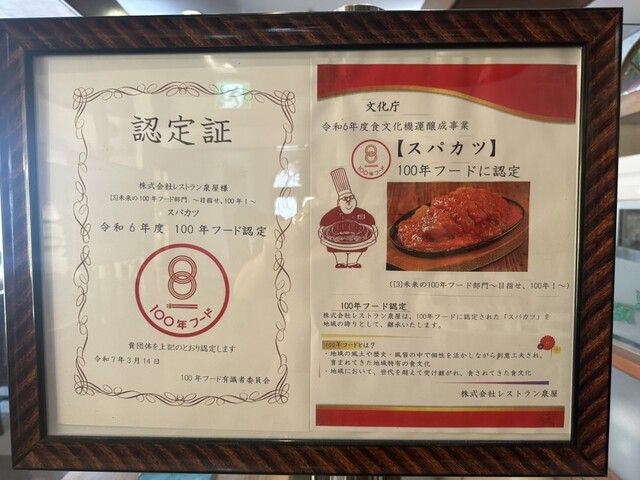 認定証
株式会社レストラン泉屋様
(3)未来の100年フード部門 ～目指せ、100年！～
スパカツ
令和6年度 100年フード認定
100年フード
貴団体を上記のとおり認定します
令和7年3月14日
100年フード有識者委員会
文化庁
令和6年度食文化機運醸成事業
【スパカツ】
100年フードに認定
100年フード
((3)未来の100年フード部門～目指せ、100年！～)
100年フード認定
株式会社レストラン泉屋は、100年フードに認定された『スパカツ』を
地域の誇りとして、継承いたします。
100年フードとは？
・地域の風土や歴史・風習の中で個性を活かしながら創意工夫され、
育まれてきた地域特有の食文化
・地域において、世代を超えて受け継がれ、食されてきた食文化
株式会社レストラン泉屋